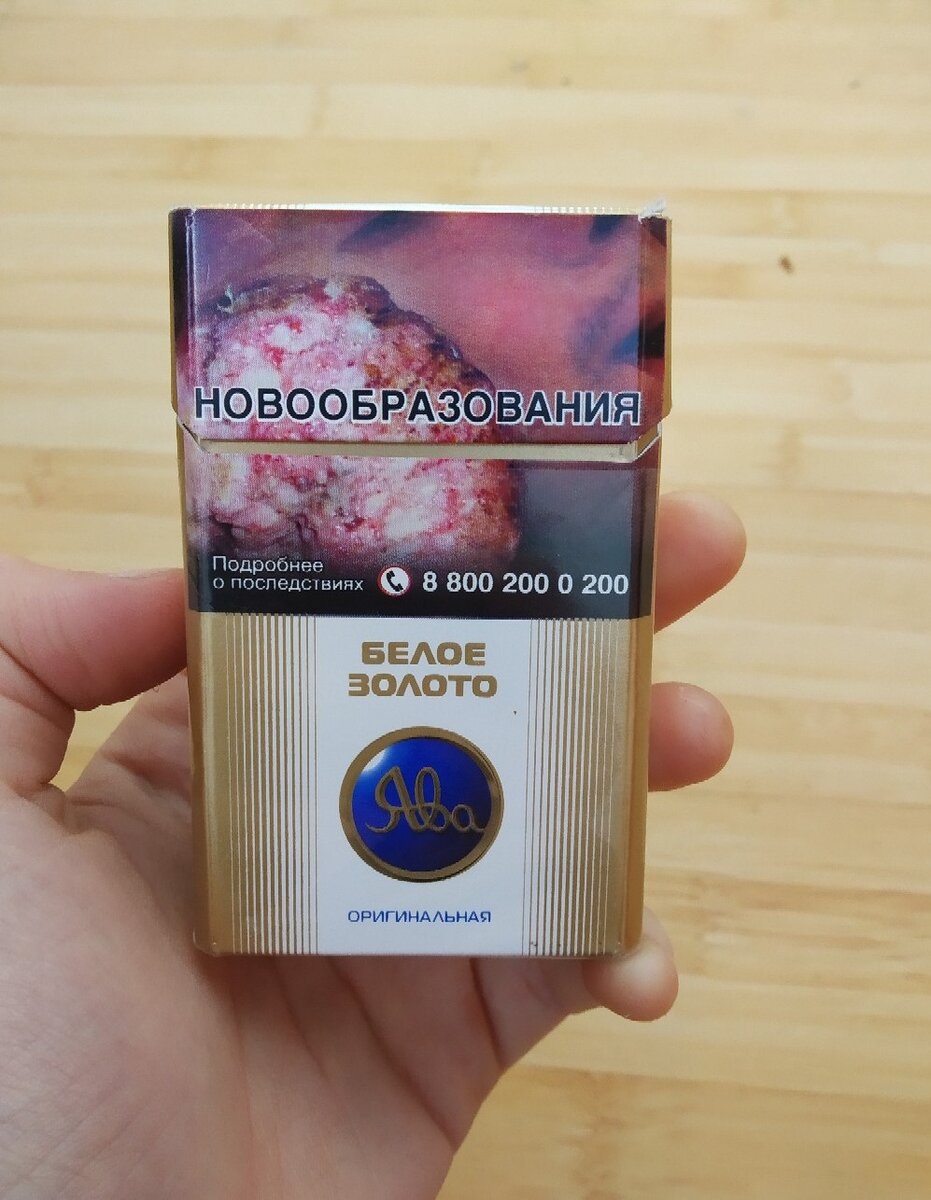 НОВООБРАЗОВАНИЯ
Подробнее
о последствиях 8 800 200 0 200
БЕЛОЕ
ЗОЛОТО
Ява
ОРИГИНАЛЬНАЯ